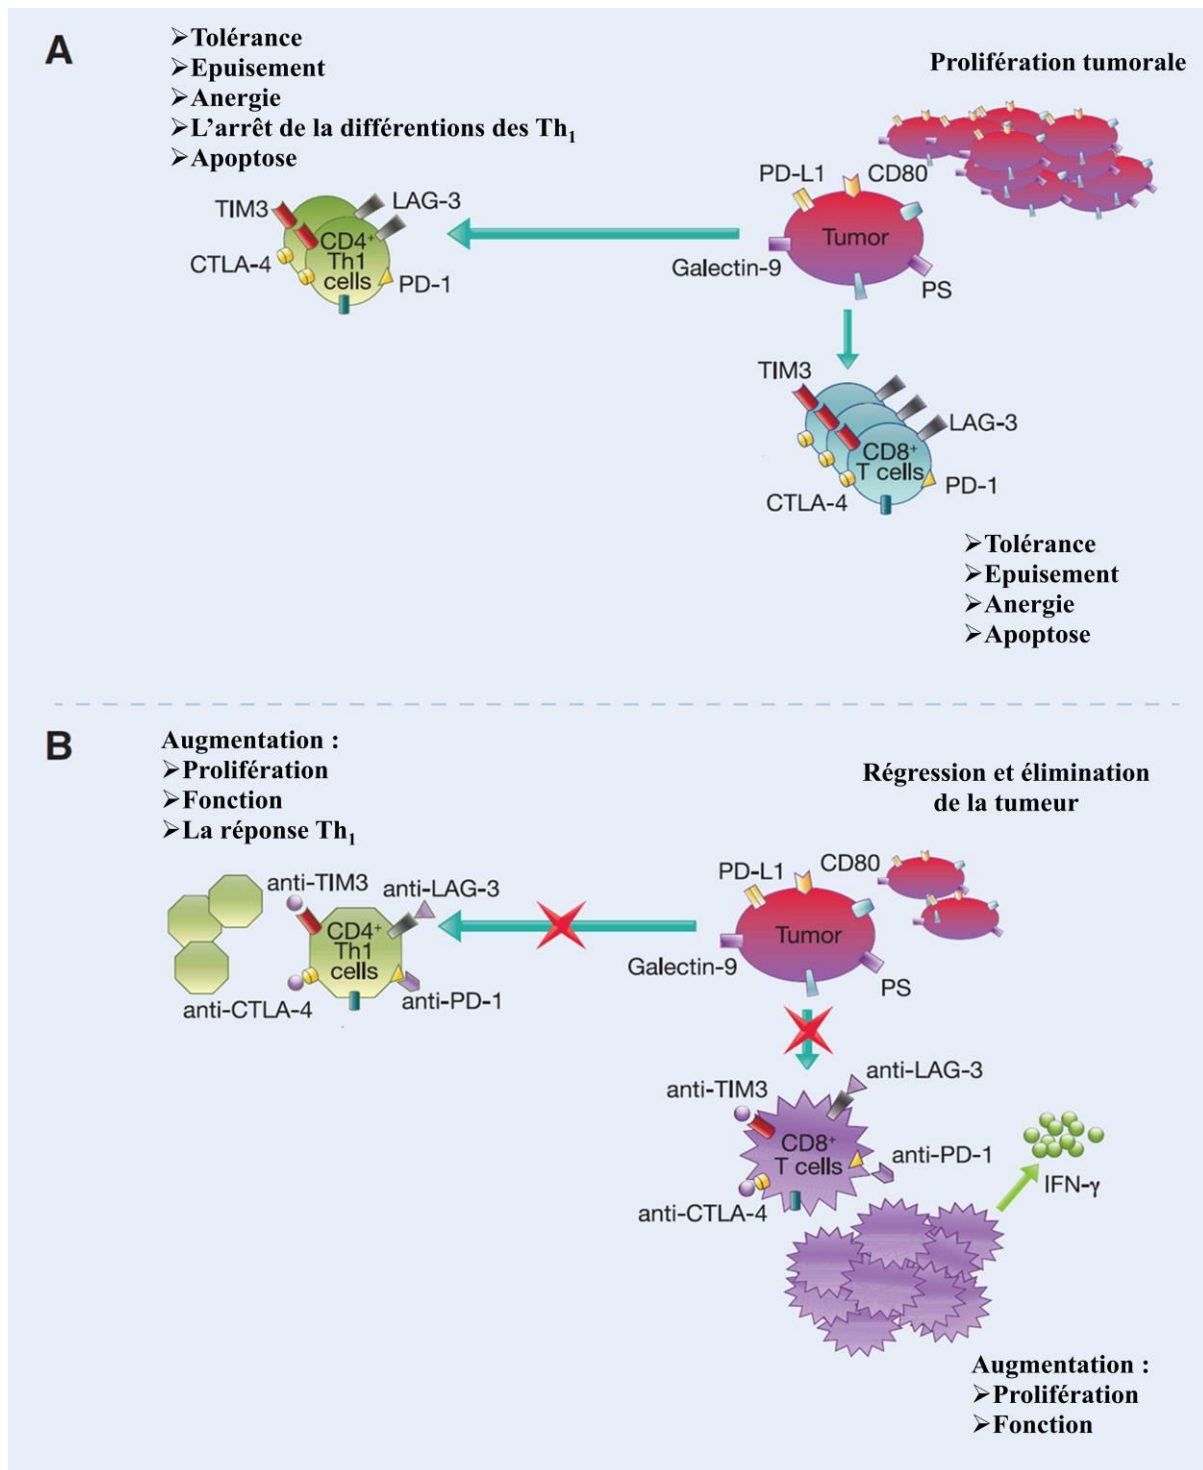 A
➢Tolérance
➢Epuisement
➢Anergie
➢L'arrêt de la différentions des Th₁
➢Apoptose
Prolifération tumorale
PD-L1
CD80
TIM3
LAG-3
CD4⁺
Th1
cells
CTLA-4
PD-1
Tumor
Galectin-9
PS
TIM3
LAG-3
CD8⁺
T cells
PD-1
CTLA-4
➢Tolérance
➢Epuisement
➢Anergie
➢Apoptose
B
Augmentation :
➢Prolifération
➢Fonction
➢La réponse Th₁
Régression et élimination
de la tumeur
PD-L1
CD80
anti-TIM3
anti-LAG-3
CD4⁺
Th1
cells
anti-CTLA-4
anti-PD-1
Tumor
Galectin-9
PS
anti-LAG-3
anti-TIM3
CD8⁺
T cells
anti-PD-1
anti-CTLA-4
IFN-γ
Augmentation :
➢Prolifération
➢Fonction